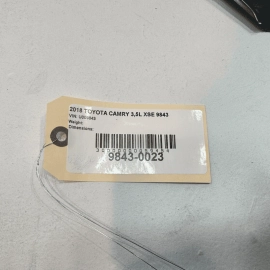 2018 TOYOTA CAMRY 3,5L XSE 9843
VIN:
Weight:
Dimensions:
9843-0023